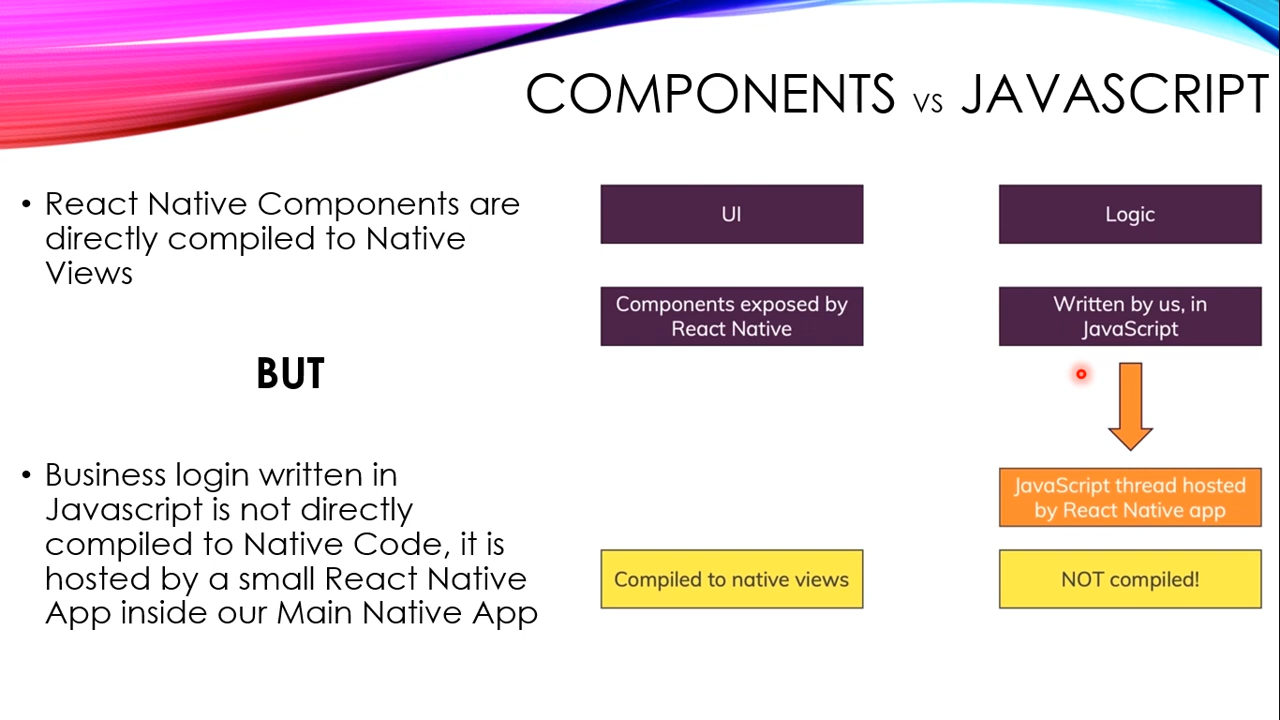 COMPONENTS VS JAVASCRIPT
• React Native Components are
directly compiled to Native
Views
BUT
• Business login written in
Javascript is not directly
compiled to Native Code, it is
hosted by a small React Native
App inside our Main Native App
UI
Components exposed by
React Native
Compiled to native views
Logic
Written by us, in
JavaScript
JavaScript thread hosted
by React Native app
NOT compiled!